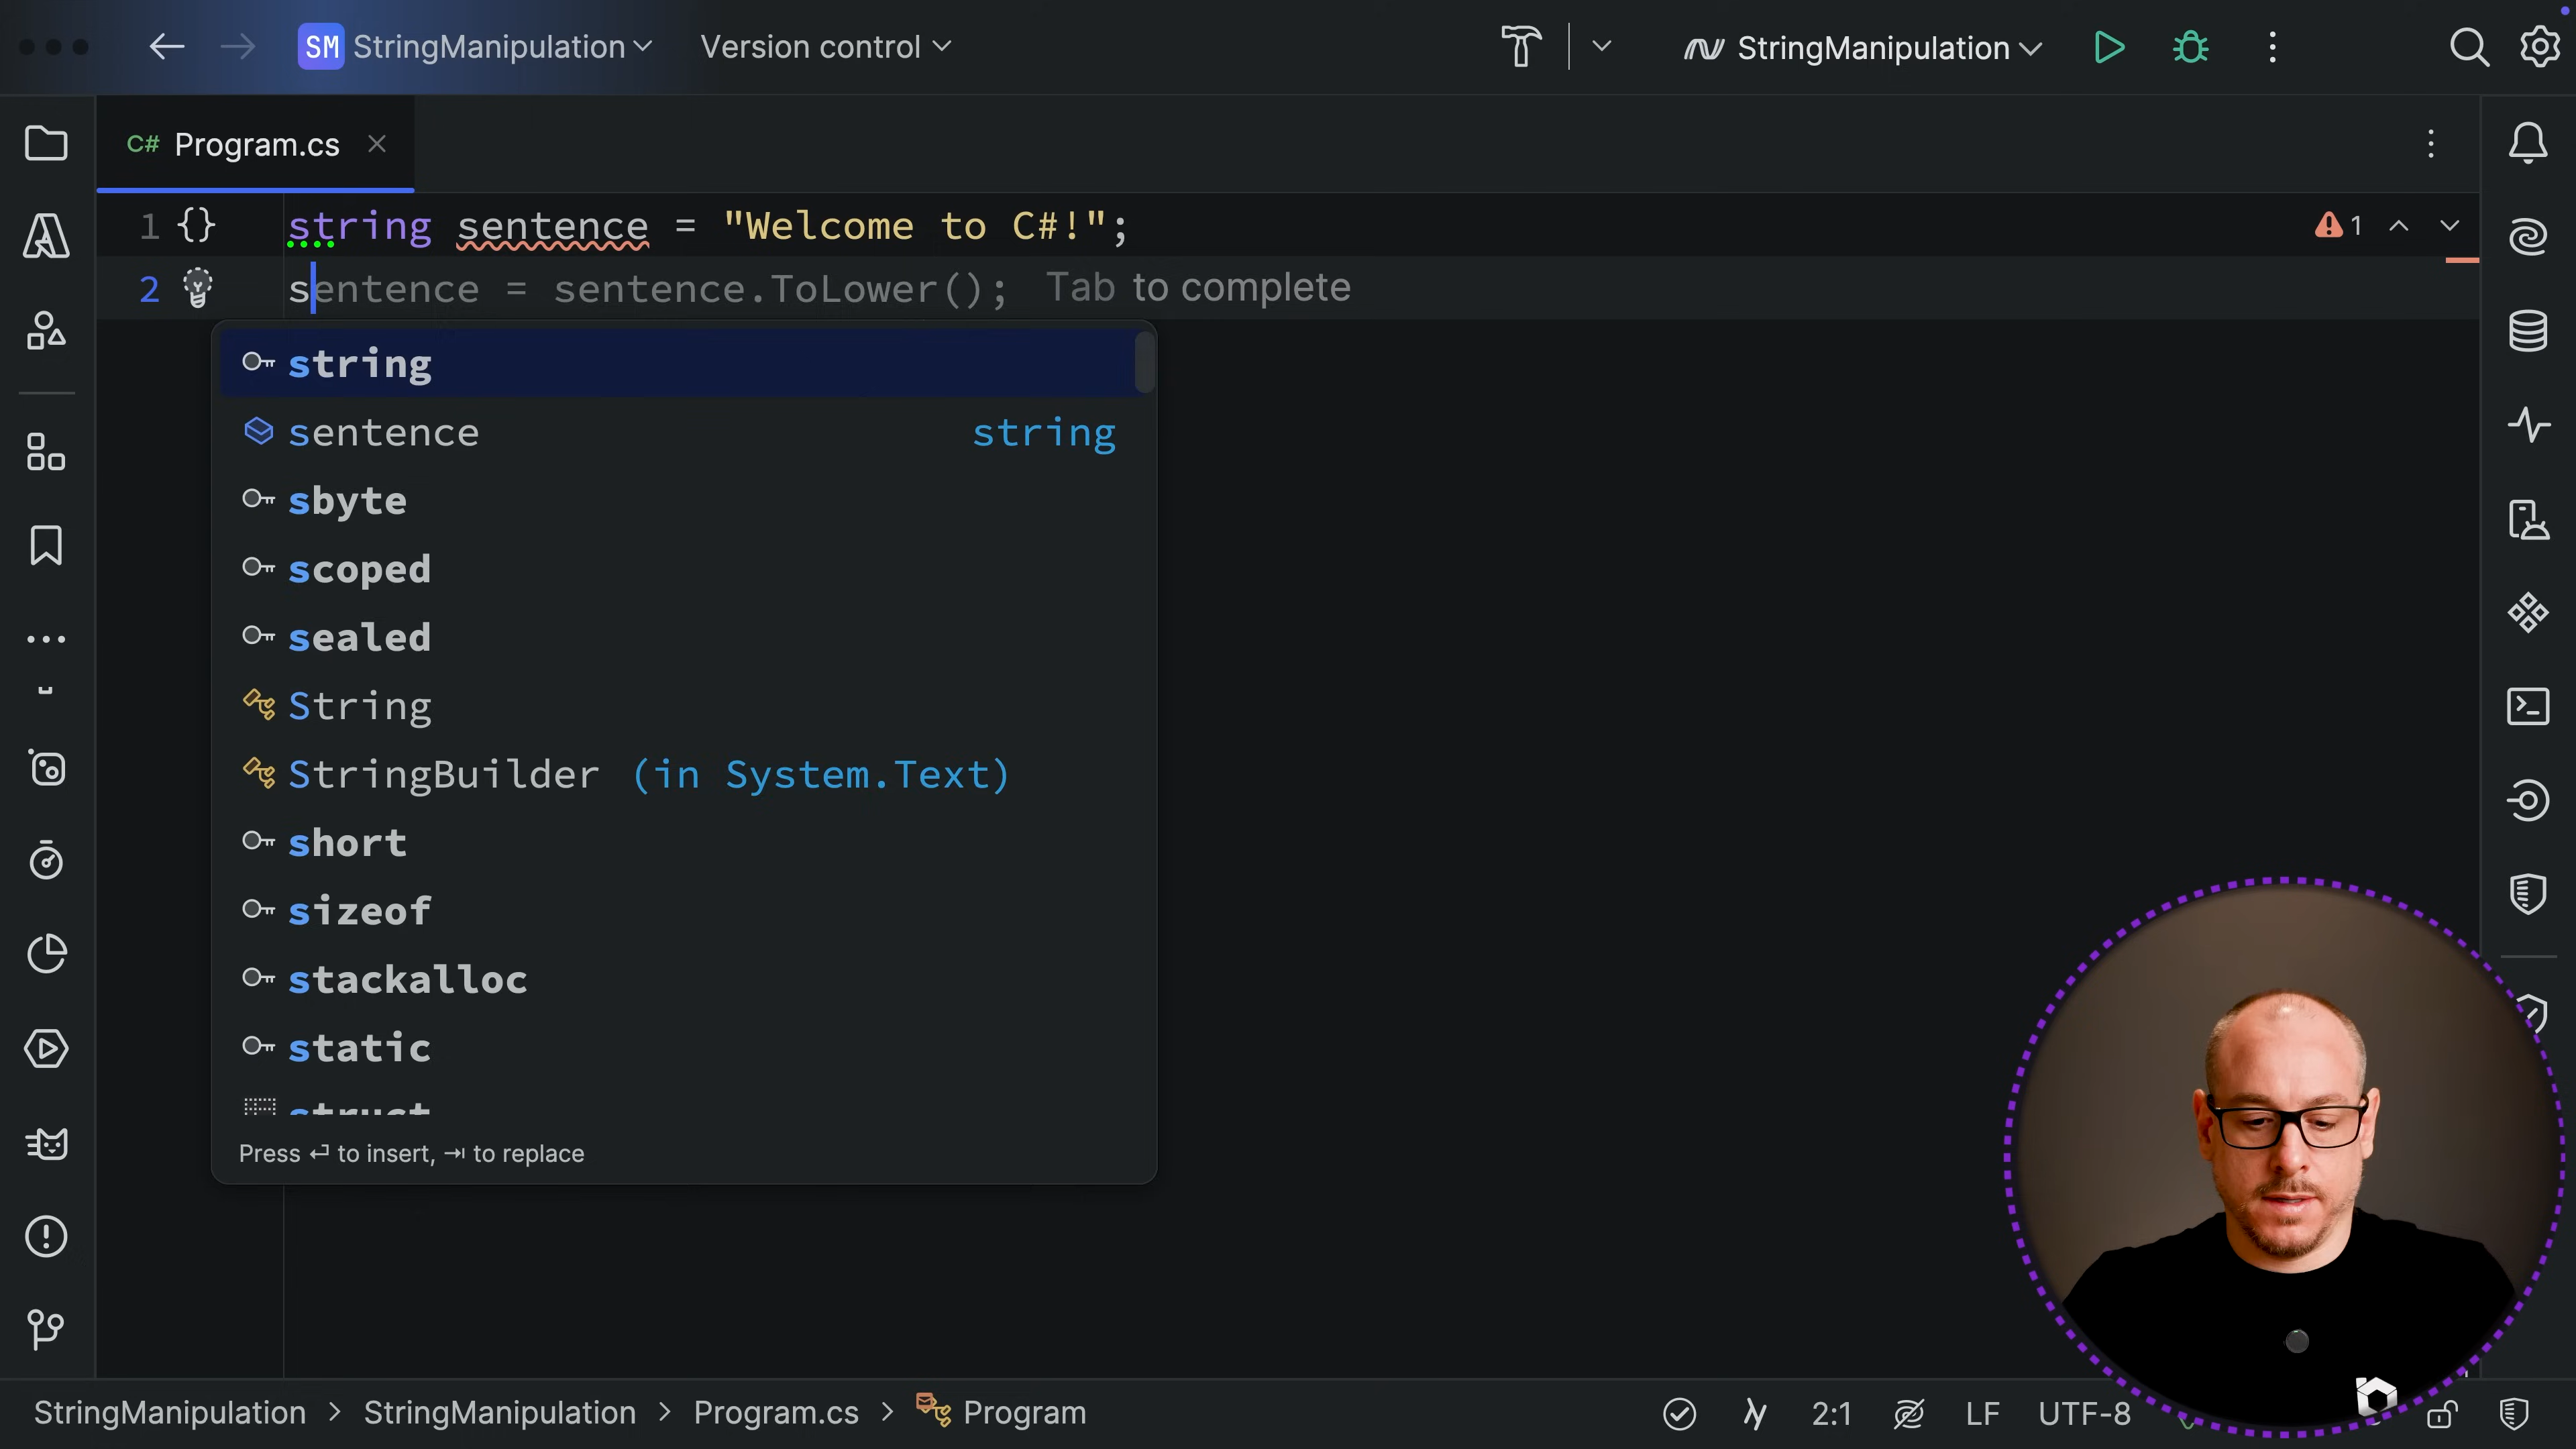 SM StringManipulation Version control StringManipulation
C# Program.cs
1 {} string sentence = "Welcome to C#!"; 1
2 sentence = sentence.ToLower(); Tab to complete
string
sentence string
sbyte
scoped
sealed
String
StringBuilder (in System.Text)
short
sizeof
stackalloc
static
struct
Press ⏎ to insert, ⇥ to replace
StringManipulation > StringManipulation > Program.cs > Program 2:1 LF UTF-8